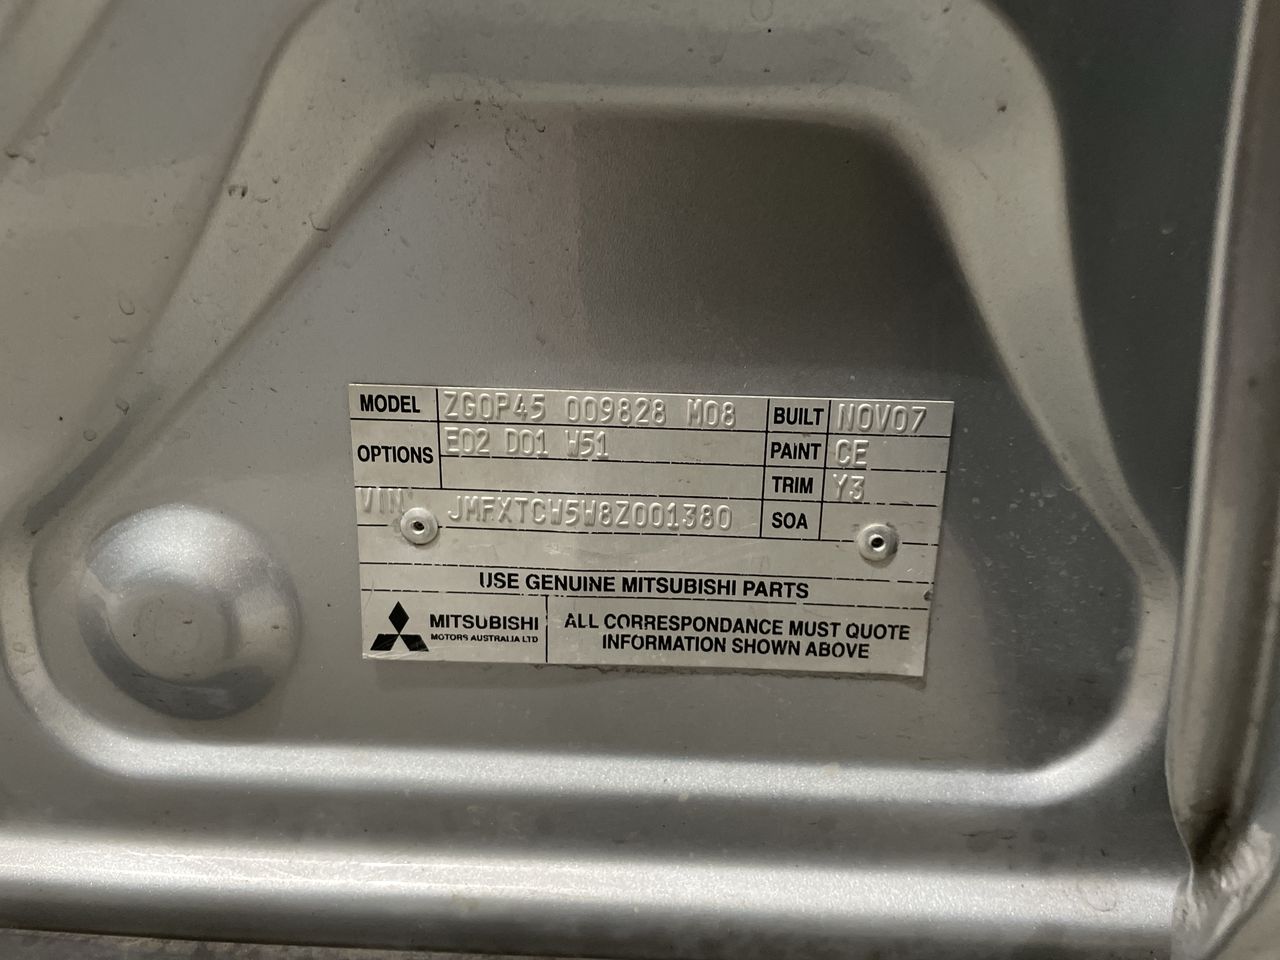 MODEL ZG0P45 009828 M08 BUILT NOV07
OPTIONS E02 D01 W51 PAINT CE
TRIM Y3
VIN JMFXTCW5W8Z001380 SOA
USE GENUINE MITSUBISHI PARTS
MITSUBISHI
MOTORS AUSTRALIA LTD
ALL CORRESPONDANCE MUST QUOTE
INFORMATION SHOWN ABOVE